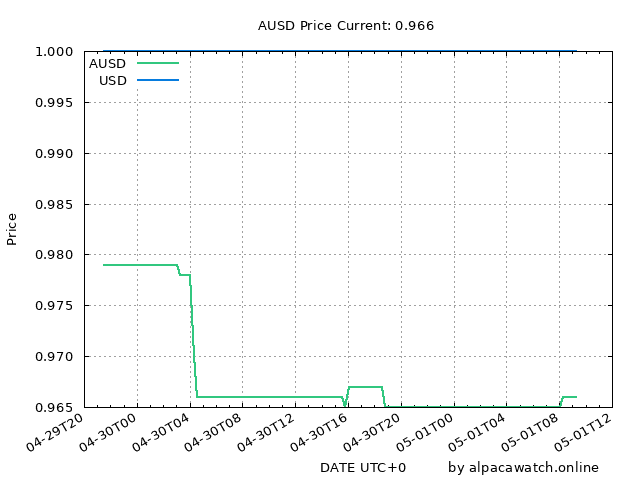 AUSD Price Current: 0.966
1.000
AUSD
USD
0.995
0.990
0.985
0.980
0.975
0.970
0.965
Price
04-29T20
04-30T00
04-30T04
04-30T08
04-30T12
04-30T16
04-30T20
05-01T00
05-01T04
05-01T08
05-01T12
DATE UTC+0 by alpacawatch.online